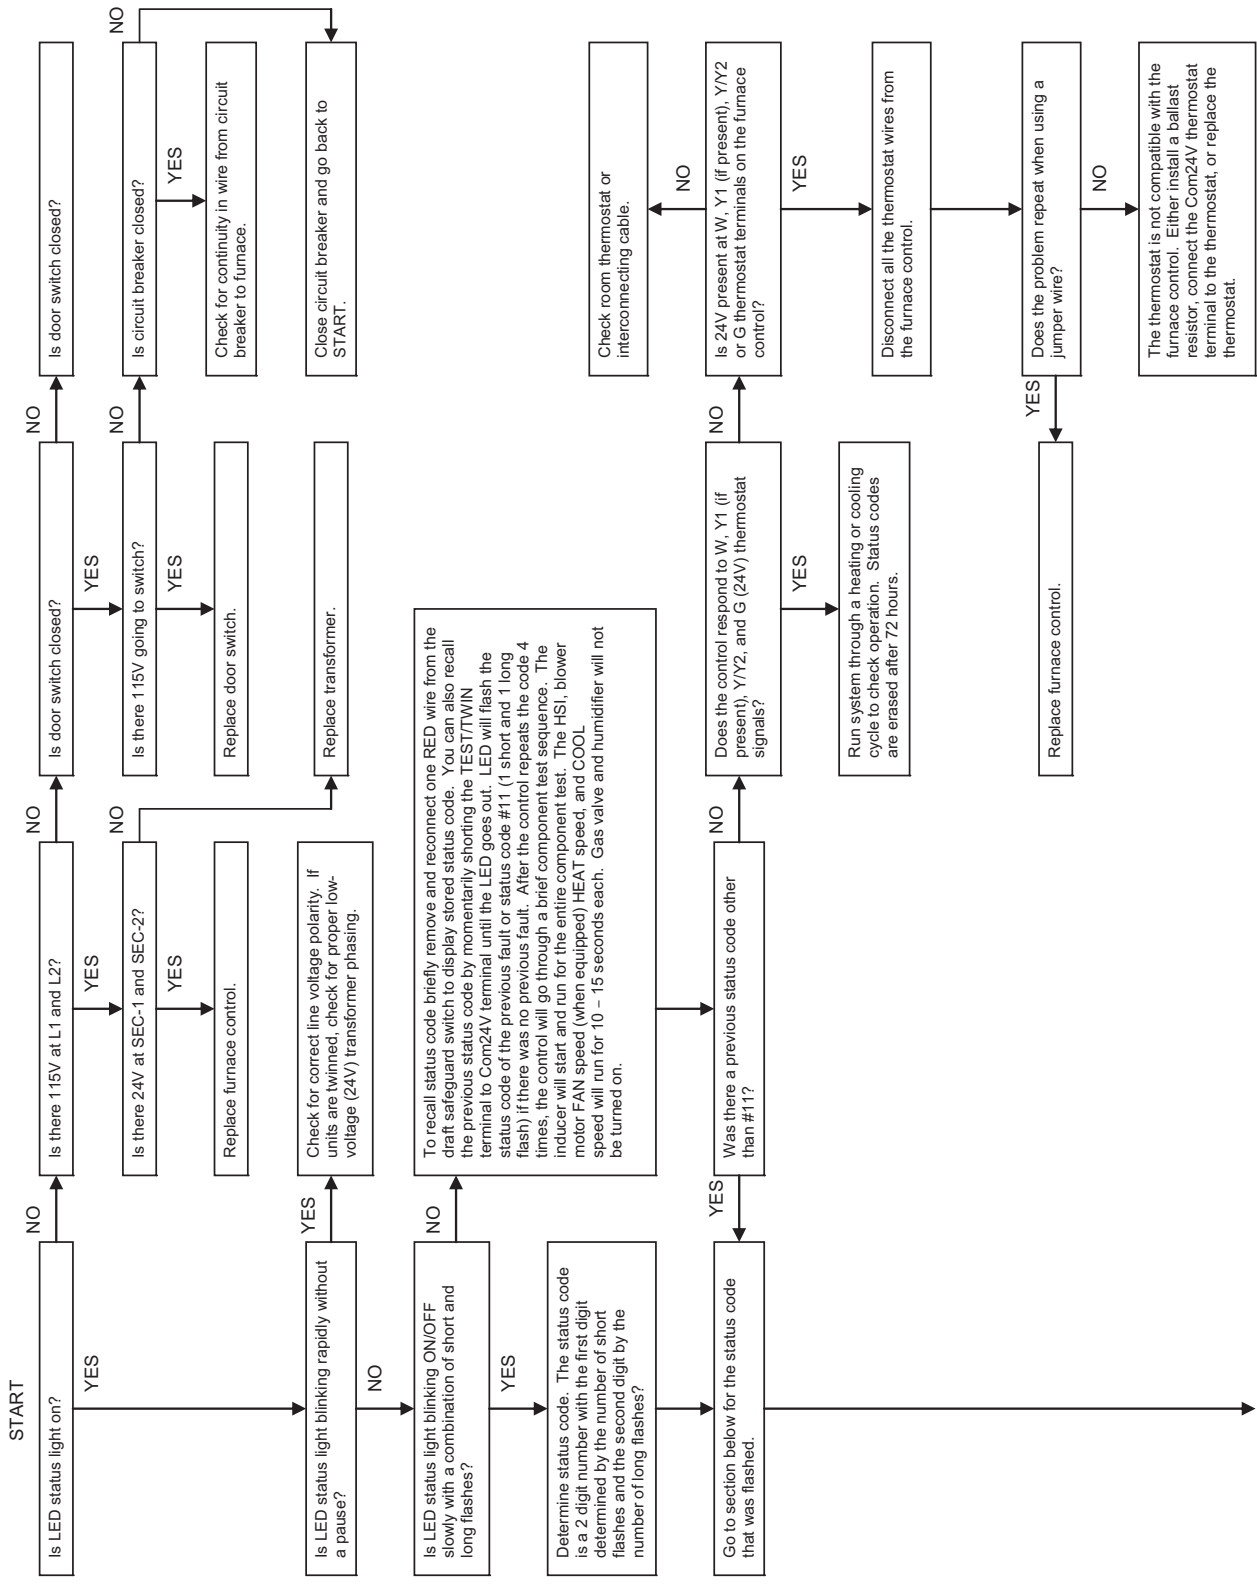 START
Is LED status light on?
NO
YES
Is there 115V at L1 and L2?
NO
YES
Is door switch closed?
NO
YES
Is door switch closed?
Is there 24V at SEC-1 and SEC-2?
NO
YES
Is there 115V going to switch?
NO
YES
Is circuit breaker closed?
NO
YES
Replace furnace control.
Replace door switch.
Check for continuity in wire from circuit
breaker to furnace.
Is LED status light blinking rapidly without
a pause?
YES
NO
Check for correct line voltage polarity. If
units are twinned, check for proper low-
voltage (24V) transformer phasing.
Replace transformer.
Close circuit breaker and go back to
START.
Is LED status light blinking ON/OFF
slowly with a combination of short and
long flashes?
NO
YES
To recall status code briefly remove and reconnect one RED wire from the
draft safeguard switch to display stored status code. You can also recall
the previous status code by momentarily shorting the TEST/TWIN
terminal to Com24V terminal until the LED goes out. LED will flash the
status code of the previous fault or status code #11 (1 short and 1 long
flash) if there was no previous fault. After the control repeats the code 4
times, the control will go through a brief component test sequence. The
inducer will start and run for the entire component test. The HSI, blower
motor FAN speed (when equipped) HEAT speed, and COOL
speed will run for 10 – 15 seconds each. Gas valve and humidifier will not
be turned on.
Determine status code. The status code
is a 2 digit number with the first digit
determined by the number of short
flashes and the second digit by the
number of long flashes?
Check room thermostat or
interconnecting cable.
Go to section below for the status code
that was flashed.
YES
Was there a previous status code other
than #11?
NO
Does the control respond to W, Y1 (if
present), Y/Y2, and G (24V) thermostat
signals?
NO
YES
NO
Is 24V present at W, Y1 (if present), Y/Y2
or G thermostat terminals on the furnace
control?
YES
Run system through a heating or cooling
cycle to check operation. Status codes
are erased after 72 hours.
Disconnect all the thermostat wires from
the furnace control.
Replace furnace control.
YES
Does the problem repeat when using a
jumper wire?
NO
The thermostat is not compatible with the
furnace control. Either install a ballast
resistor, connect the Com24V thermostat
terminal to the thermostat, or replace the
thermostat.